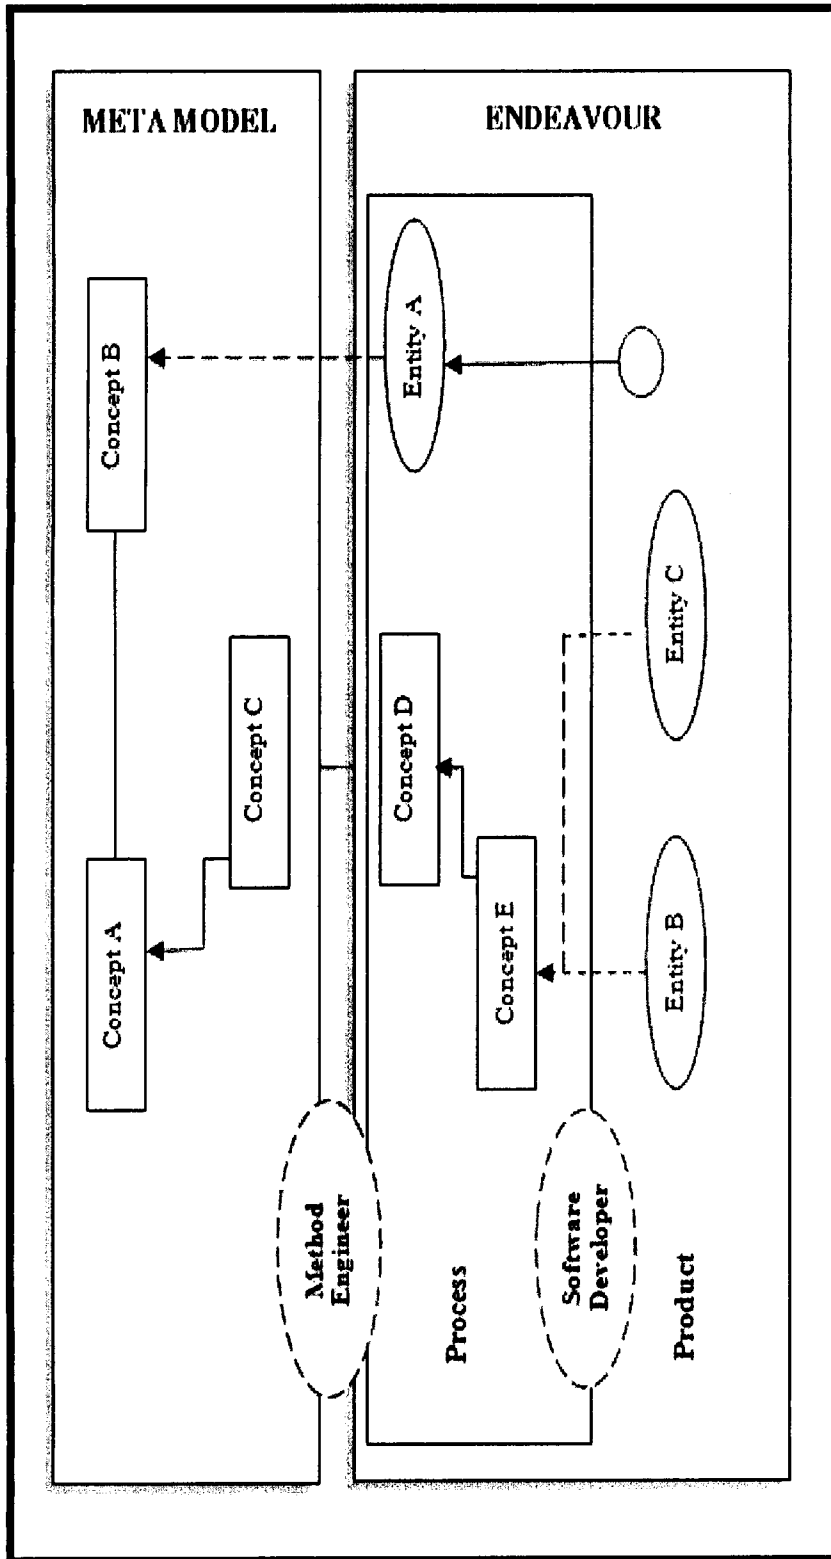 META MODEL
ENDEAVOUR
Concept B
Concept A
Concept C
Entity A
Concept D
Concept E
Entity C
Entity B
Method
Engineer
Process
Software
Developer
Product